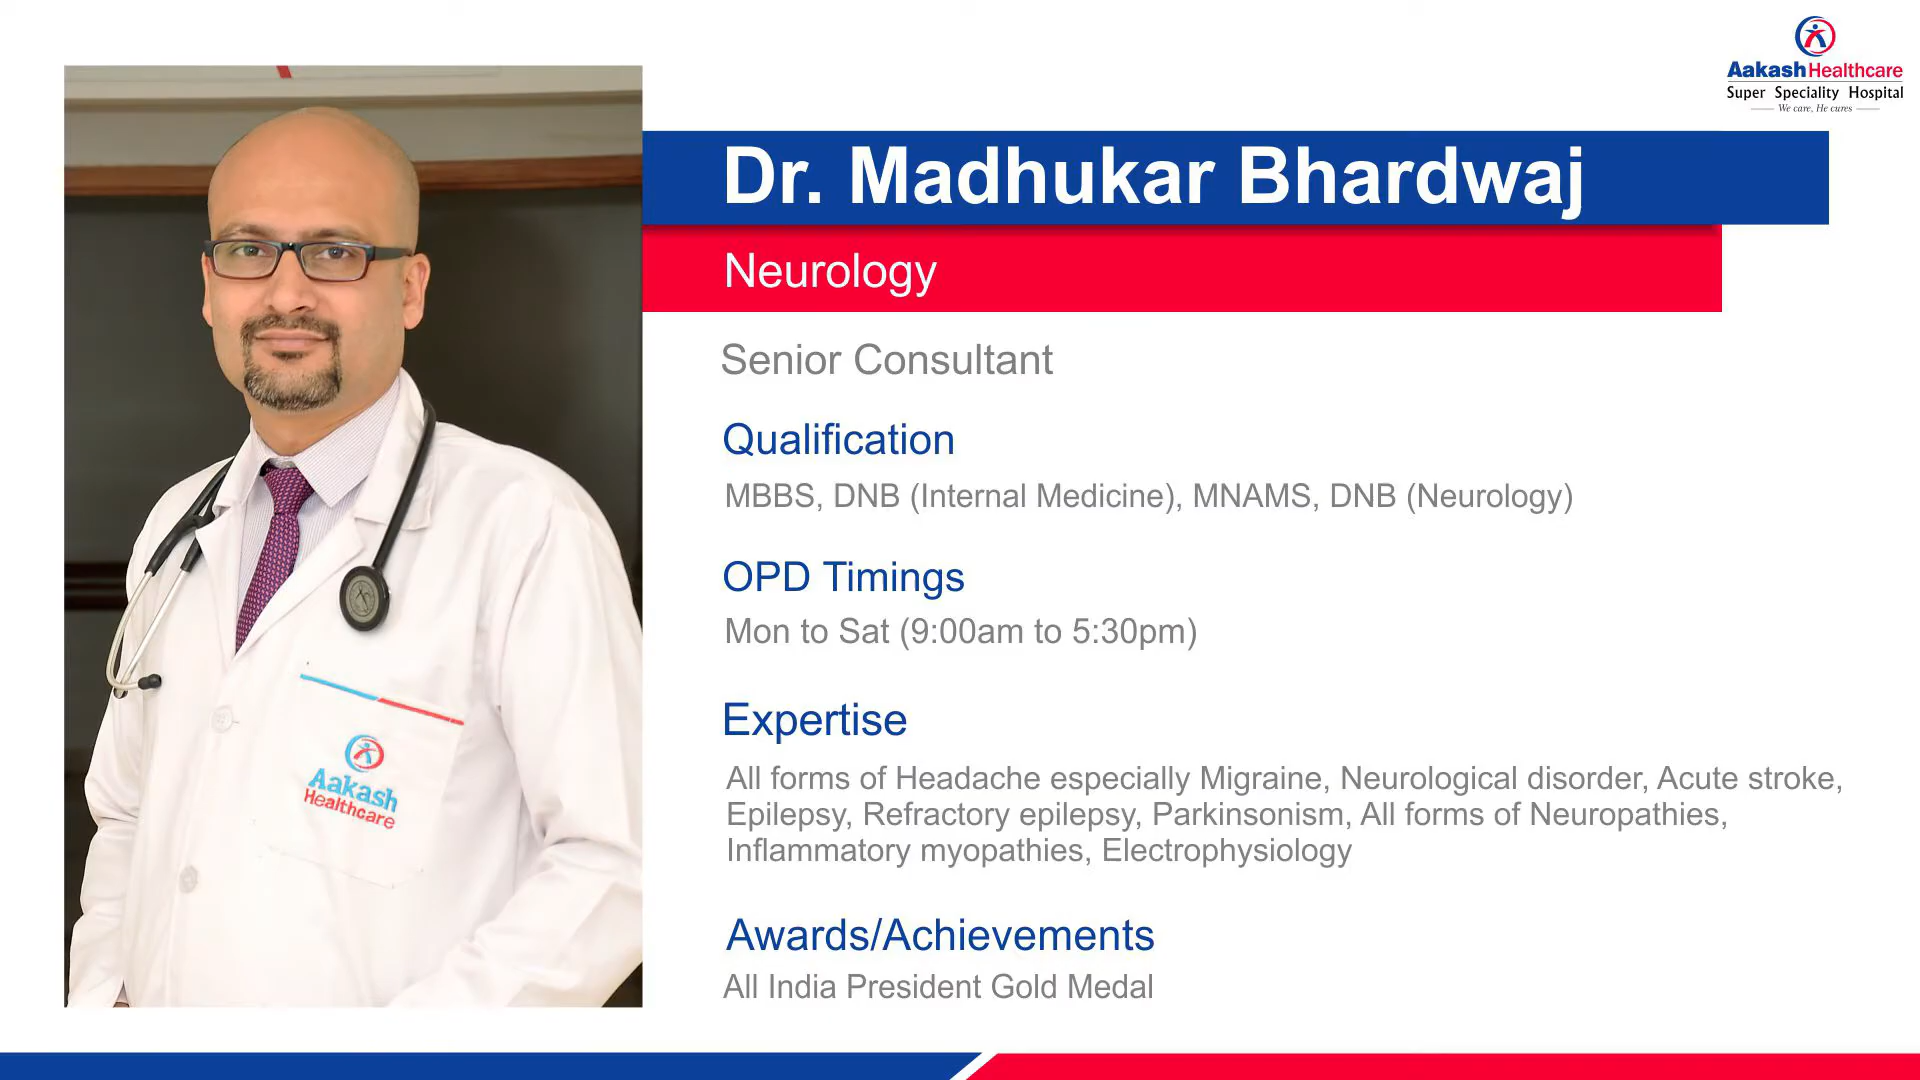 AakashHealthcare
Super Speciality Hospital
We care, He cures
Dr. Madhukar Bhardwaj
Neurology
Senior Consultant
Qualification
MBBS, DNB (Internal Medicine), MNAMS, DNB (Neurology)
OPD Timings
Mon to Sat (9:00am to 5:30pm)
Expertise
All forms of Headache especially Migraine, Neurological disorder, Acute stroke,
Epilepsy, Refractory epilepsy, Parkinsonism, All forms of Neuropathies,
Inflammatory myopathies, Electrophysiology
Awards/Achievements
All India President Gold Medal
Aakash
Healthcare